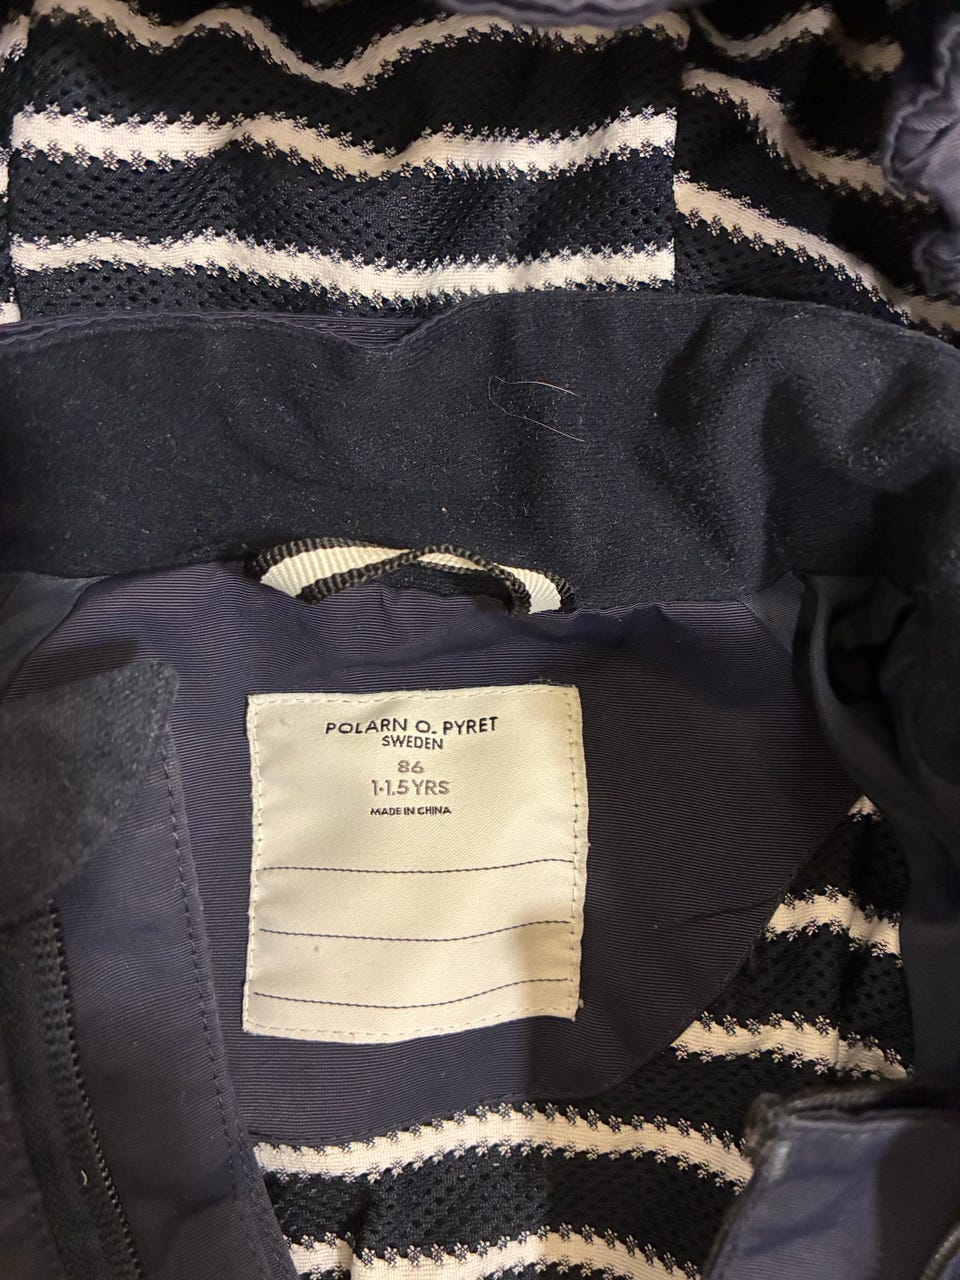 POLARN O. PYRET
SWEDEN
86
1-1,5 YRS
MADE IN CHINA